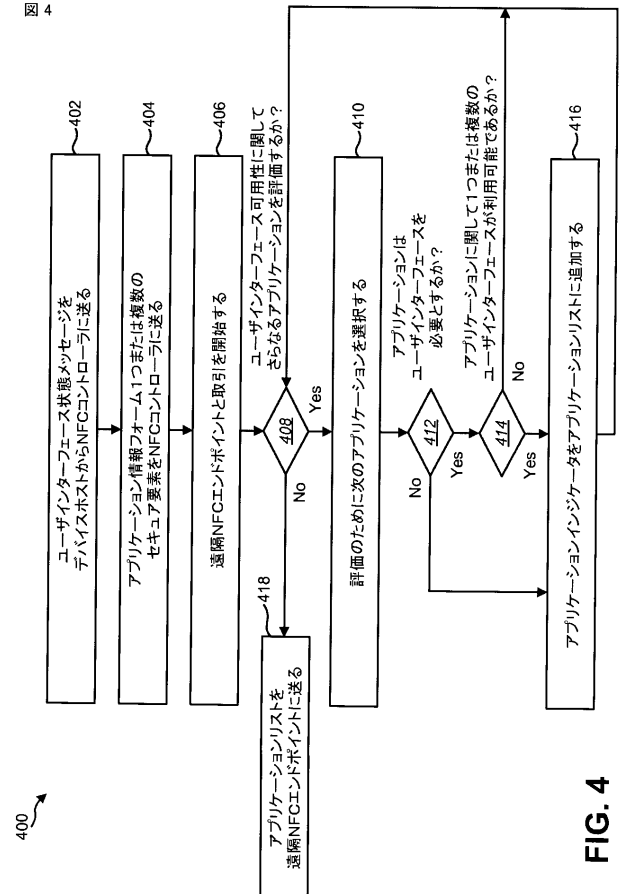 図 4
400
402
ユーザインターフェース状態メッセージを
デバイスホストからNFCコントローラに送る
404
アプリケーション情報フォーム1つまたは複数の
セキュア要素をNFCコントローラに送る
406
遠隔NFCエンドポイントと取引を開始する
ユーザインターフェース可用性に関して
さらなるアプリケーションを評価するか？
408
No
Yes
418
アプリケーションリストを
遠隔NFCエンドポイントに送る
410
評価のために次のアプリケーションを選択する
アプリケーションは
ユーザインターフェースを
必要とするか？
412
No
Yes
アプリケーションに関して1つまたは複数の
ユーザインターフェースが利用可能であるか？
414
No
Yes
416
アプリケーションインジケータをアプリケーションリストに追加する
FIG. 4